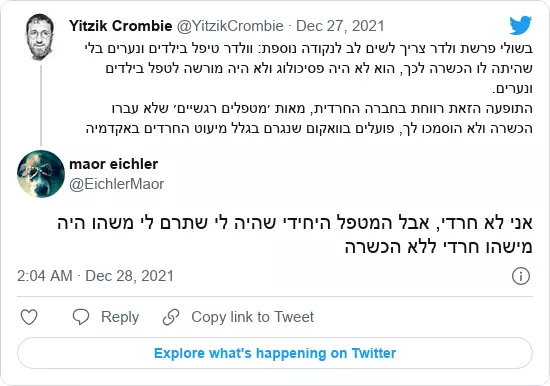 Yitzik Crombie @YitzikCrombie · Dec 27, 2021
בשולי פרשת ולדר צריך לשים לב לנקודה נוספת: וולדר טיפל בילדים ונערים בלי
שהיתה לו הכשרה לכך, הוא לא היה פסיכולוג ולא היה מורשה לטפל בילדים
ונערים.
התופעה הזאת רווחת בחברה החרדית, מאות ׳מטפלים רגשיים׳ שלא עברו
הכשרה ולא הוסמכו לך, פועלים בוואקום שנגרם בגלל מיעוט החרדים באקדמיה
maor eichler
@EichlerMaor
אני לא חרדי, אבל המטפל היחידי שהיה לי שתרם לי משהו היה
מישהו חרדי ללא הכשרה
2:04 AM · Dec 28, 2021
Reply
Copy link to Tweet
Explore what's happening on Twitter